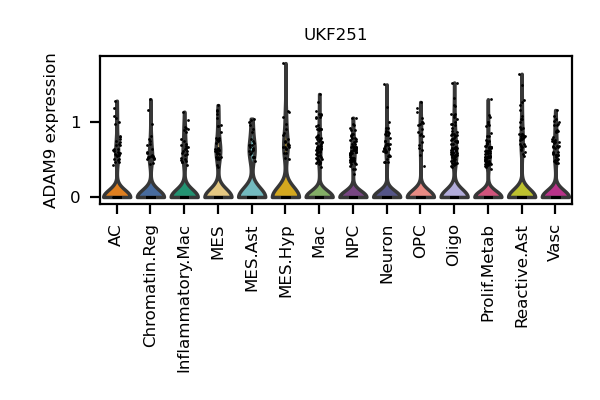 UKF251
ADAM9 expression
1
0
AC
Chromatin.Reg
Inflammatory.Mac
MES
MES.Ast
MES.Hyp
Mac
NPC
Neuron
OPC
Oligo
Prolif.Metab
Reactive.Ast
Vasc